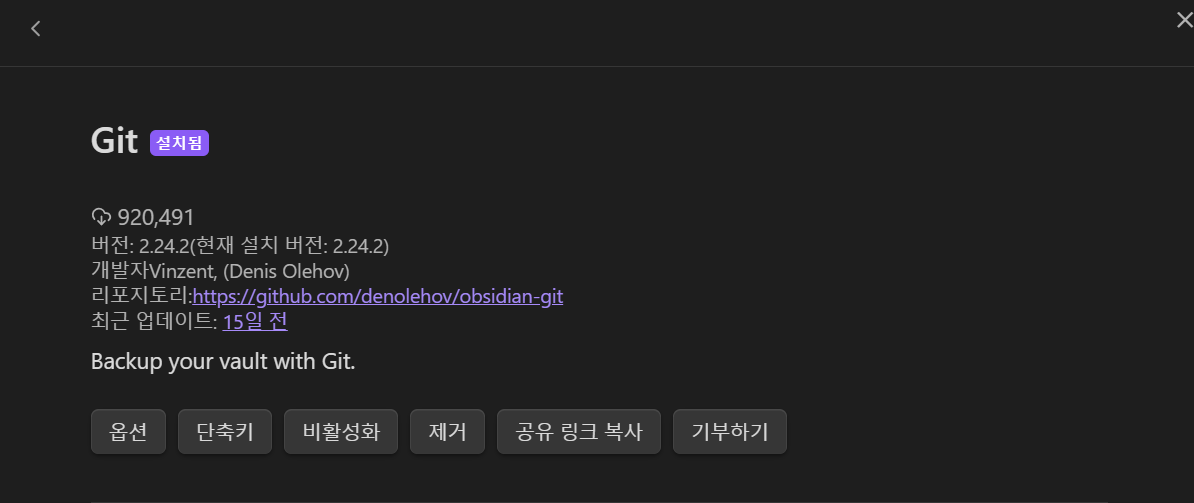 Git 설치됨
920,491
버전: 2.24.2(현재 설치 버전: 2.24.2)
개발자Vinzent, (Denis Olehov)
리포지토리:https://github.com/denolehov/obsidian-git
최근 업데이트: 15일 전
Backup your vault with Git.
옵션 단축키 비활성화 제거 공유 링크 복사 기부하기